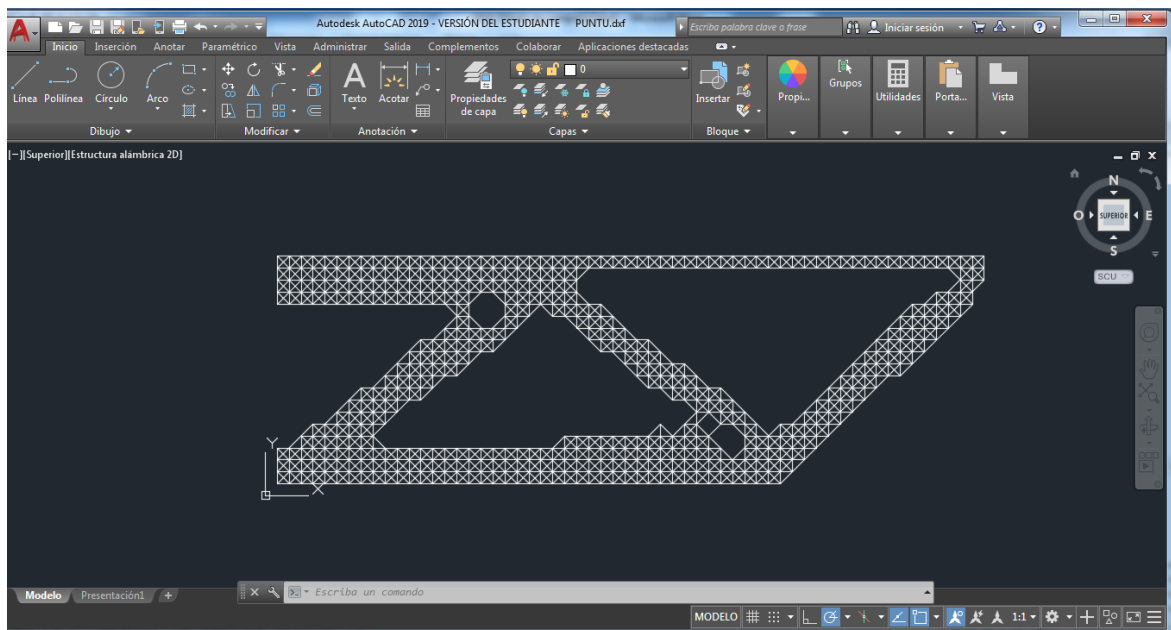 Autodesk AutoCAD 2019 - VERSIÓN DEL ESTUDIANTE PUNTU.dxf
Escriba palabra clave o frase
Iniciar sesión
Inicio Inserción Anotar Paramétrico Vista Administrar Salida Complementos Colaborar Aplicaciones destacadas
Línea Polilínea Círculo Arco
Texto Acotar
Propiedades de capa
0
Insertar
Propi...
Grupos
Utilidades
Porta...
Vista
Dibujo Modificar Anotación Capas Bloque
[−][Superior][Estructura alámbrica 2D]
N
O SUPERIOR E
S
SCU
Y
X
Escriba un comando
Modelo Presentación1 +
MODELO 1:1